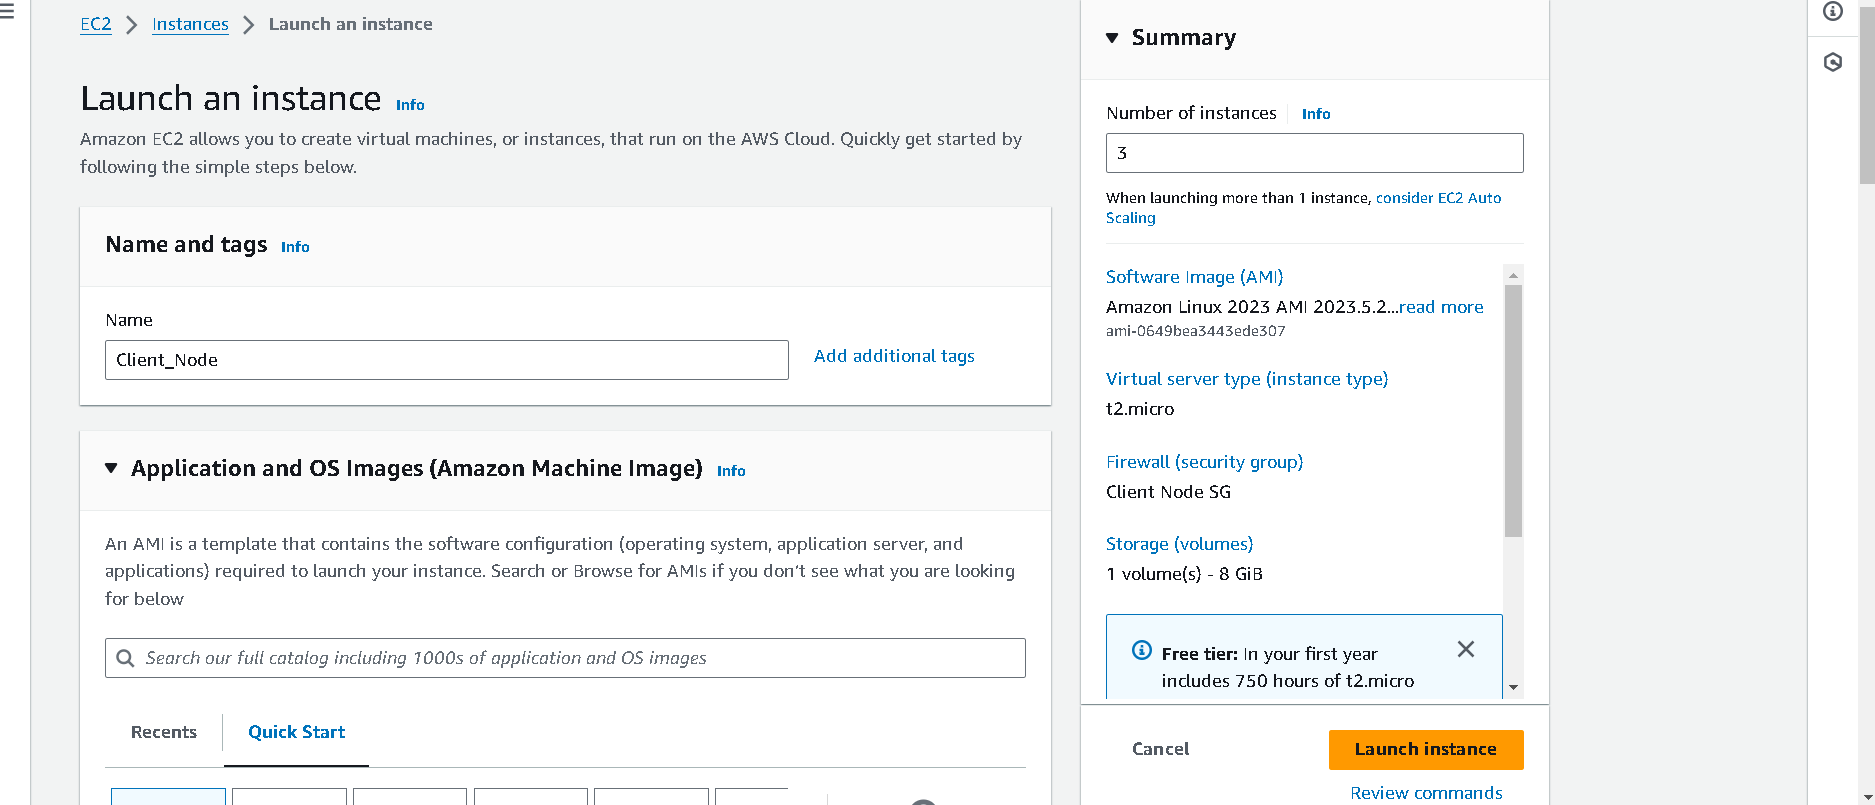 EC2 > Instances > Launch an instance
Launch an instance Info
Amazon EC2 allows you to create virtual machines, or instances, that run on the AWS Cloud. Quickly get started by
following the simple steps below.
Name and tags Info
Name
Client_Node
Add additional tags
Application and OS Images (Amazon Machine Image) Info
An AMI is a template that contains the software configuration (operating system, application server, and
applications) required to launch your instance. Search or Browse for AMIs if you don’t see what you are looking
for below
Search our full catalog including 1000s of application and OS images
Recents
Quick Start
Summary
Number of instances Info
3
When launching more than 1 instance, consider EC2 Auto
Scaling
Software Image (AMI)
Amazon Linux 2023 AMI 2023.5.2...read more
ami-0649bea3443ede307
Virtual server type (instance type)
t2.micro
Firewall (security group)
Client Node SG
Storage (volumes)
1 volume(s) - 8 GiB
Free tier: In your first year
includes 750 hours of t2.micro
Cancel
Launch instance
Review commands